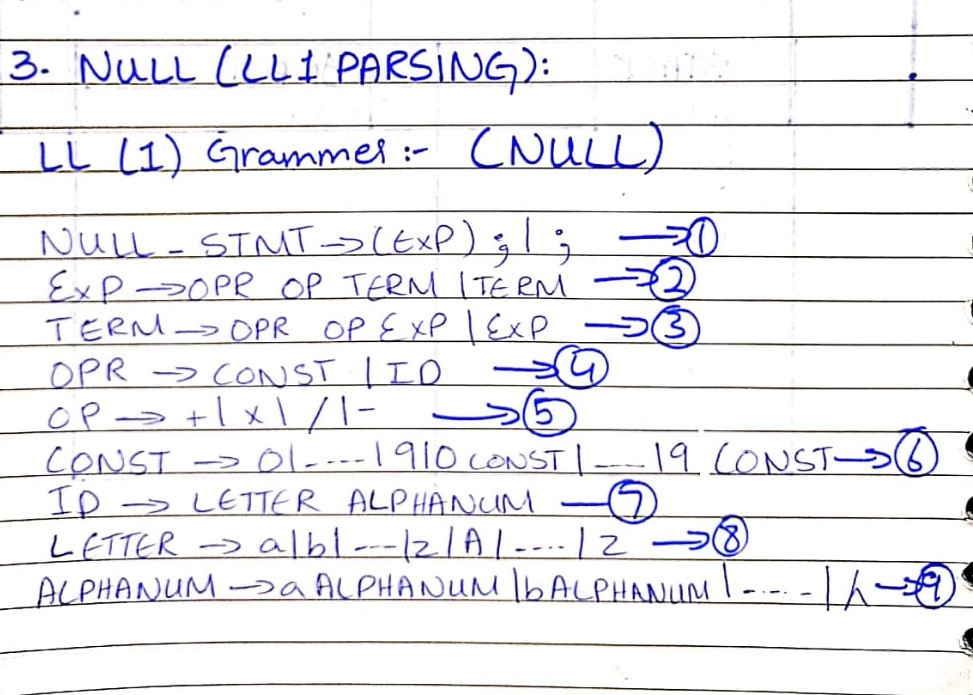 3. NULL (LL1 PARSING):
LL (1) Grammer :- (NULL)
NULL - STMT → (EXP) ; | ; → ①
EXP → OPR OP TERM | TERM → ②
TERM → OPR OP EXP | EXP → ③
OPR → CONST | ID → ④
OP → + | x | / | - → ⑤
CONST → 0|----|9|0 CONST|---|9 CONST → ⑥
ID → LETTER ALPHANUM — ⑦
LETTER → a|b|---|z|A|----|Z → ⑧
ALPHANUM → a ALPHANUM | b ALPHANUM |-----| ⑨